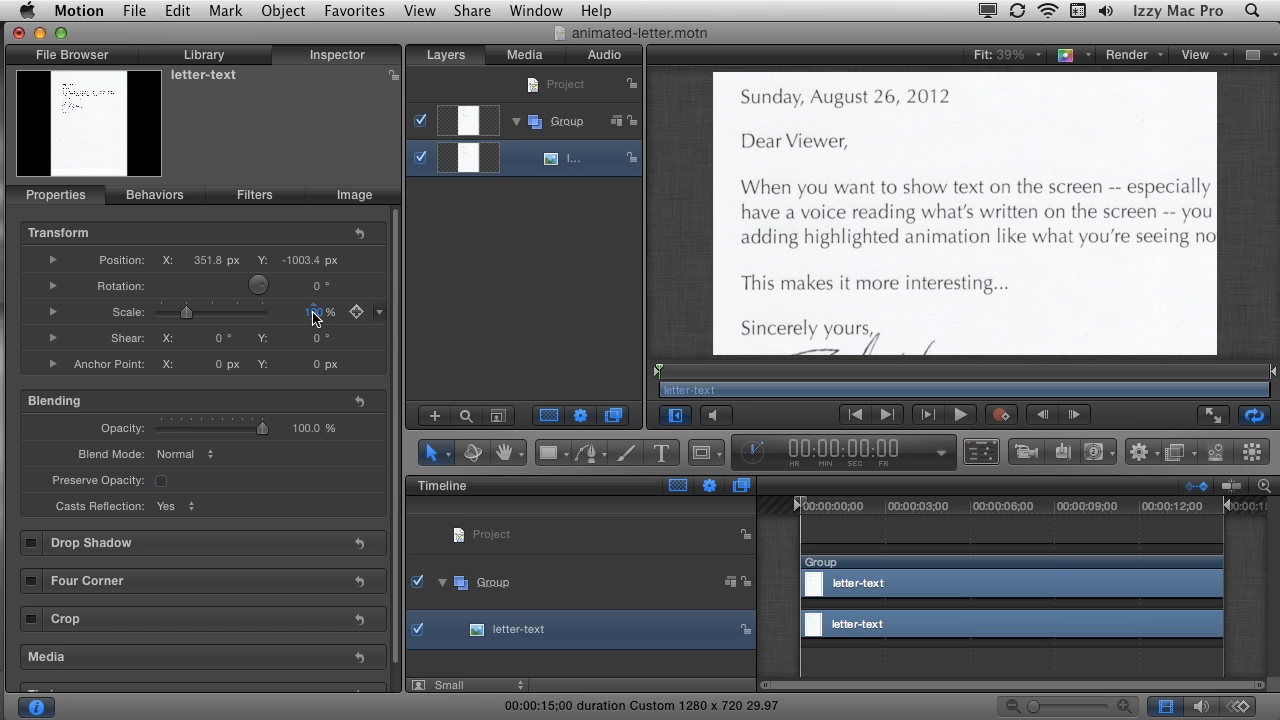 Motion File Edit Mark Object Favorites View Share Window Help Izzy Mac Pro
animated-letter.motn
File Browser Library Inspector
letter-text
Properties Behaviors Filters Image
Transform
Position: X: 351.8 px Y: -1003.4 px
Rotation: 0 °
Scale: %
Shear: X: 0 ° Y: 0 °
Anchor Point: X: 0 px Y: 0 px
Blending
Opacity: 100.0 %
Blend Mode: Normal
Preserve Opacity:
Casts Reflection: Yes
Drop Shadow
Four Corner
Crop
Media
Layers Media Audio
Project
Group
l...
Fit: 39% Render View
Sunday, August 26, 2012
Dear Viewer,
When you want to show text on the screen -- especially
have a voice reading what's written on the screen -- you
adding highlighted animation like what you're seeing no
This makes it more interesting...
Sincerely yours,
letter-text
00:00:00:00
HR MIN SEC FR
Timeline
00:00:00;00 00:00:03;00 00:00:06;00 00:00:09;00 00:00:12;00 00:00:1
Project
Group
Group
letter-text
letter-text
letter-text
Small
00:00:15;00 duration Custom 1280 x 720 29.97